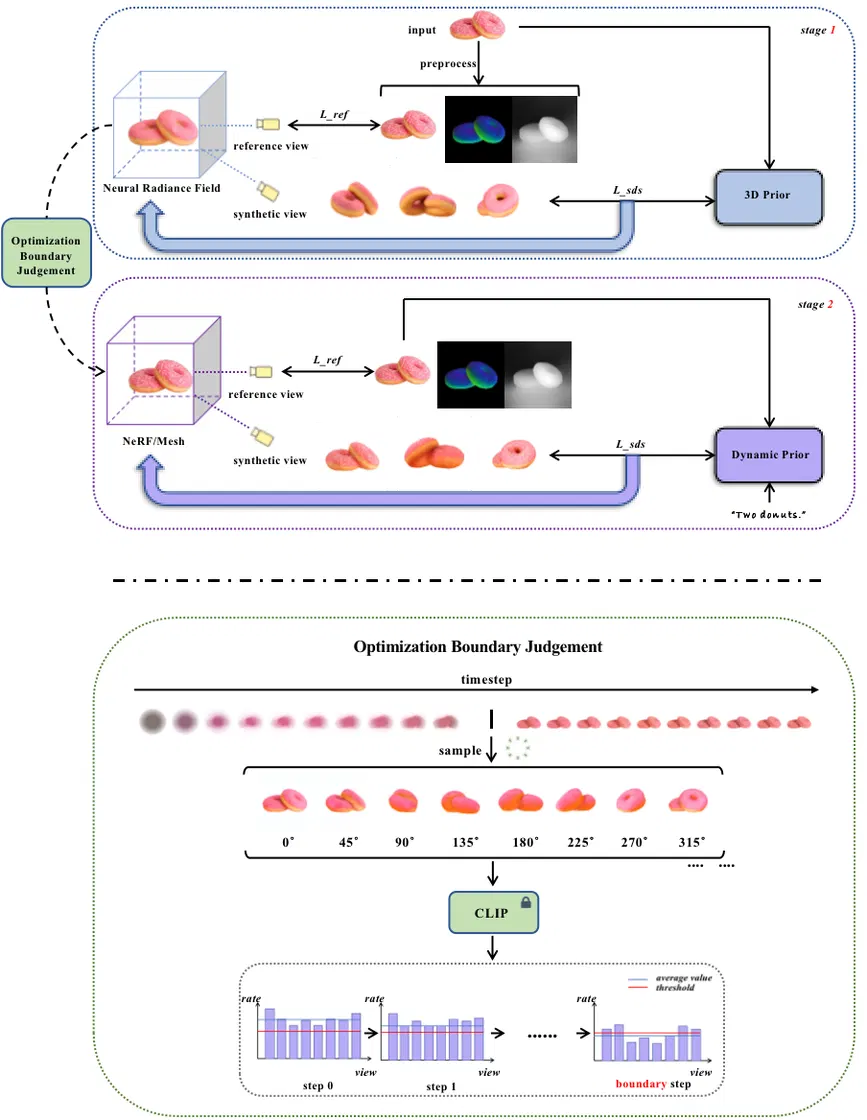 input
stage 1
preprocess
L_ref
reference view
Neural Radiance Field
synthetic view
L_sds
3D Prior
Optimization
Boundary
Judgement
stage 2
L_ref
reference view
NeRF/Mesh
synthetic view
L_sds
Dynamic Prior
"Two donuts."
Optimization Boundary Judgement
timestep
sample
0° 45° 90° 135° 180° 225° 270° 315°
.... ....
CLIP
average value
threshold
rate rate rate
......
view view view
step 0 step 1 boundary step